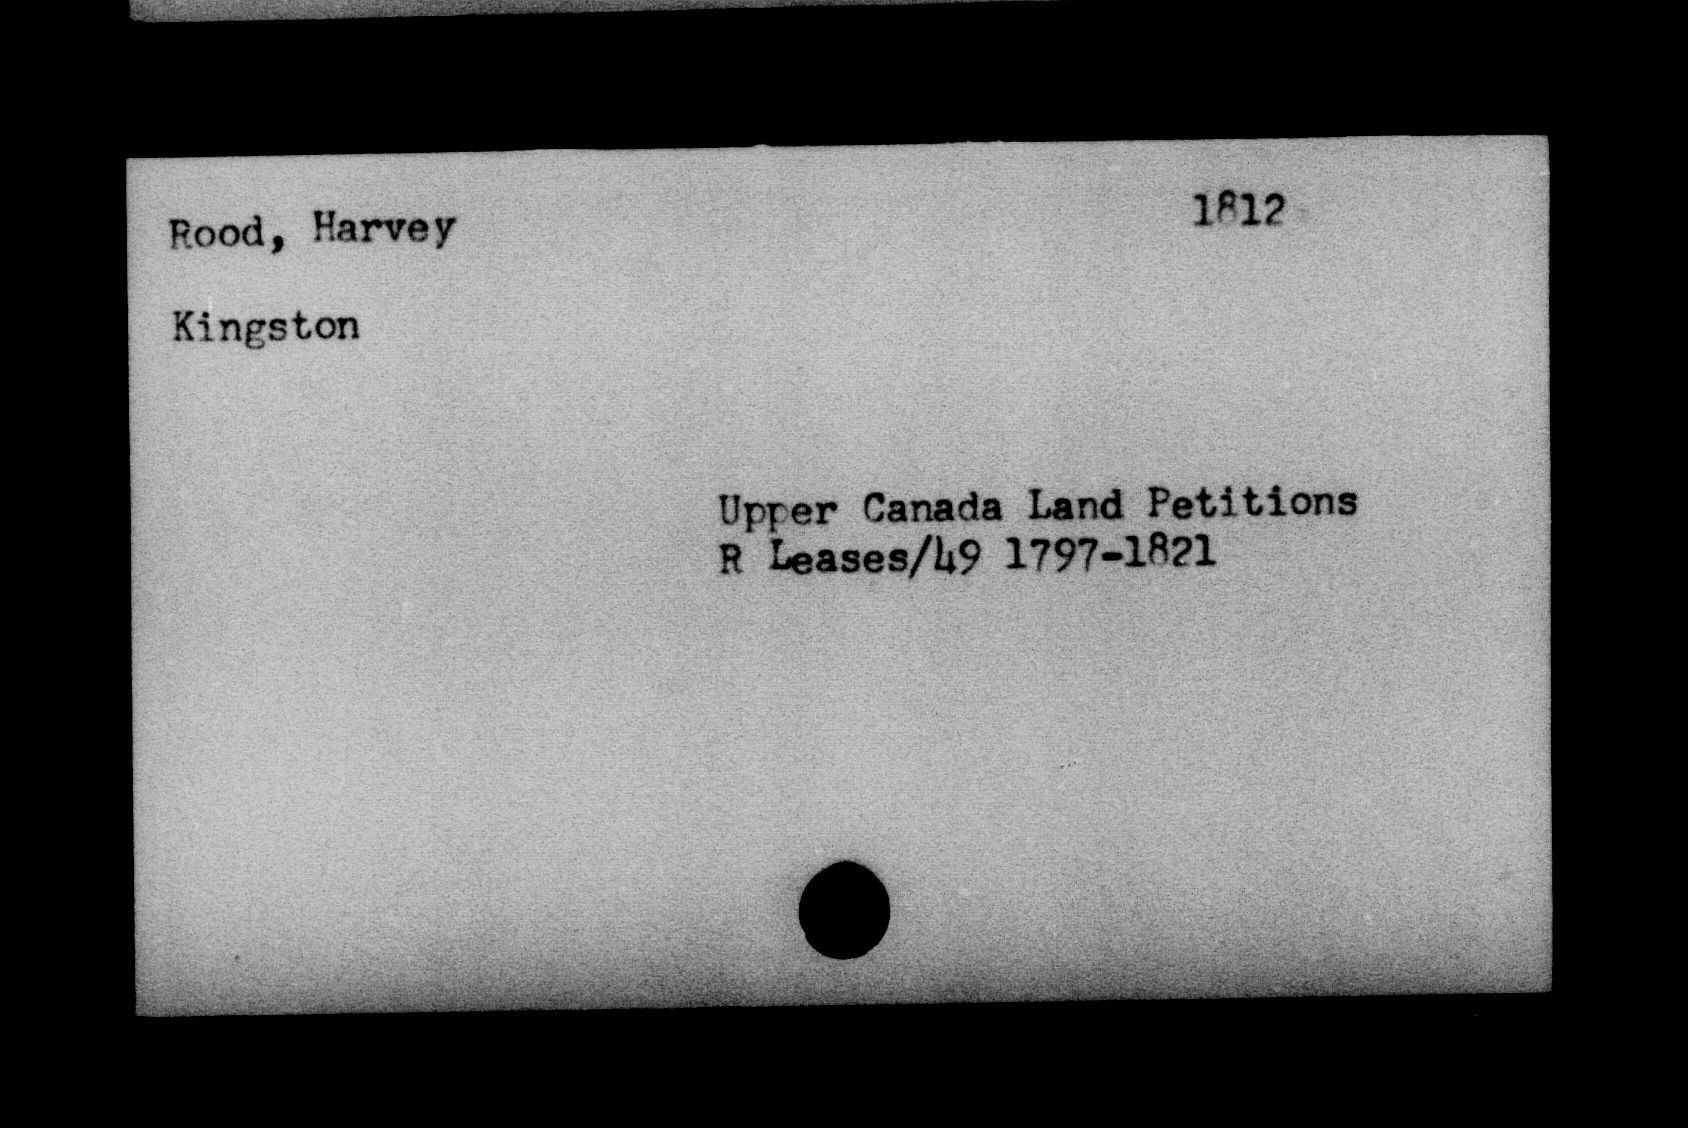 Rood, Harvey
1812
Kingston
Upper Canada Land Petitions
R Leases/49 1797-1821